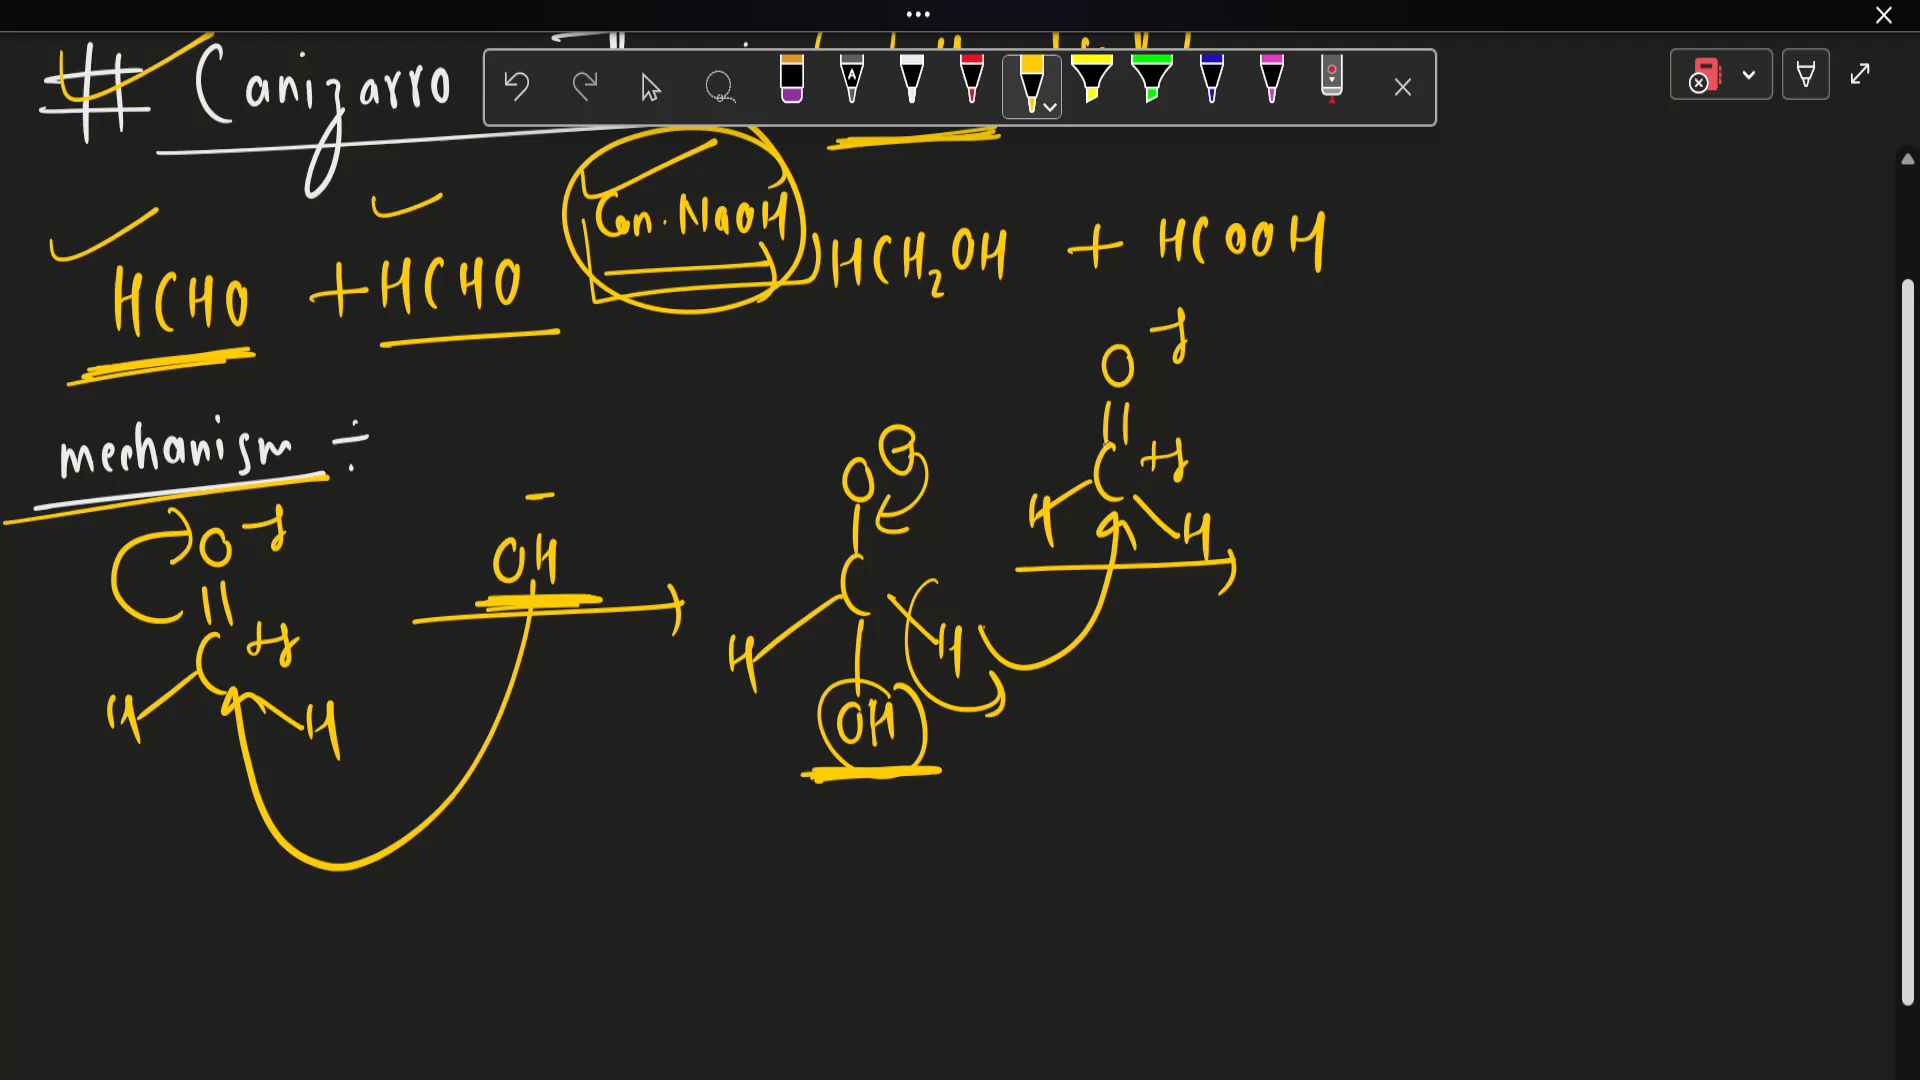 # Canizarro
HCHO + HCHO Con. NaOH HCH₂OH + HCOOH
mechanism ÷
O -δ
O ⊖
O -δ
OH -
C +δ
C +δ
C
H H
H H
H H
OH